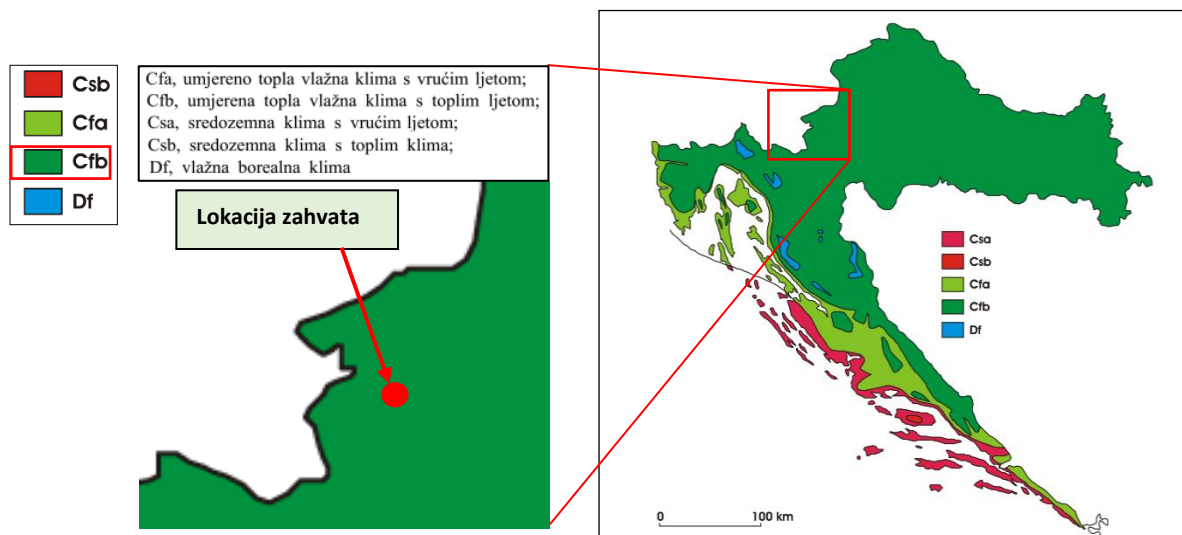 Csb
Cfa
Cfb
Df
Cfa, umjereno topla vlažna klima s vrućim ljetom;
Cfb, umjerena topla vlažna klima s toplim ljetom;
Csa, sredozemna klima s vrućim ljetom;
Csb, sredozemna klima s toplim klima;
Df, vlažna borealna klima
Lokacija zahvata
Csa
Csb
Cfa
Cfb
Df
0 100 km